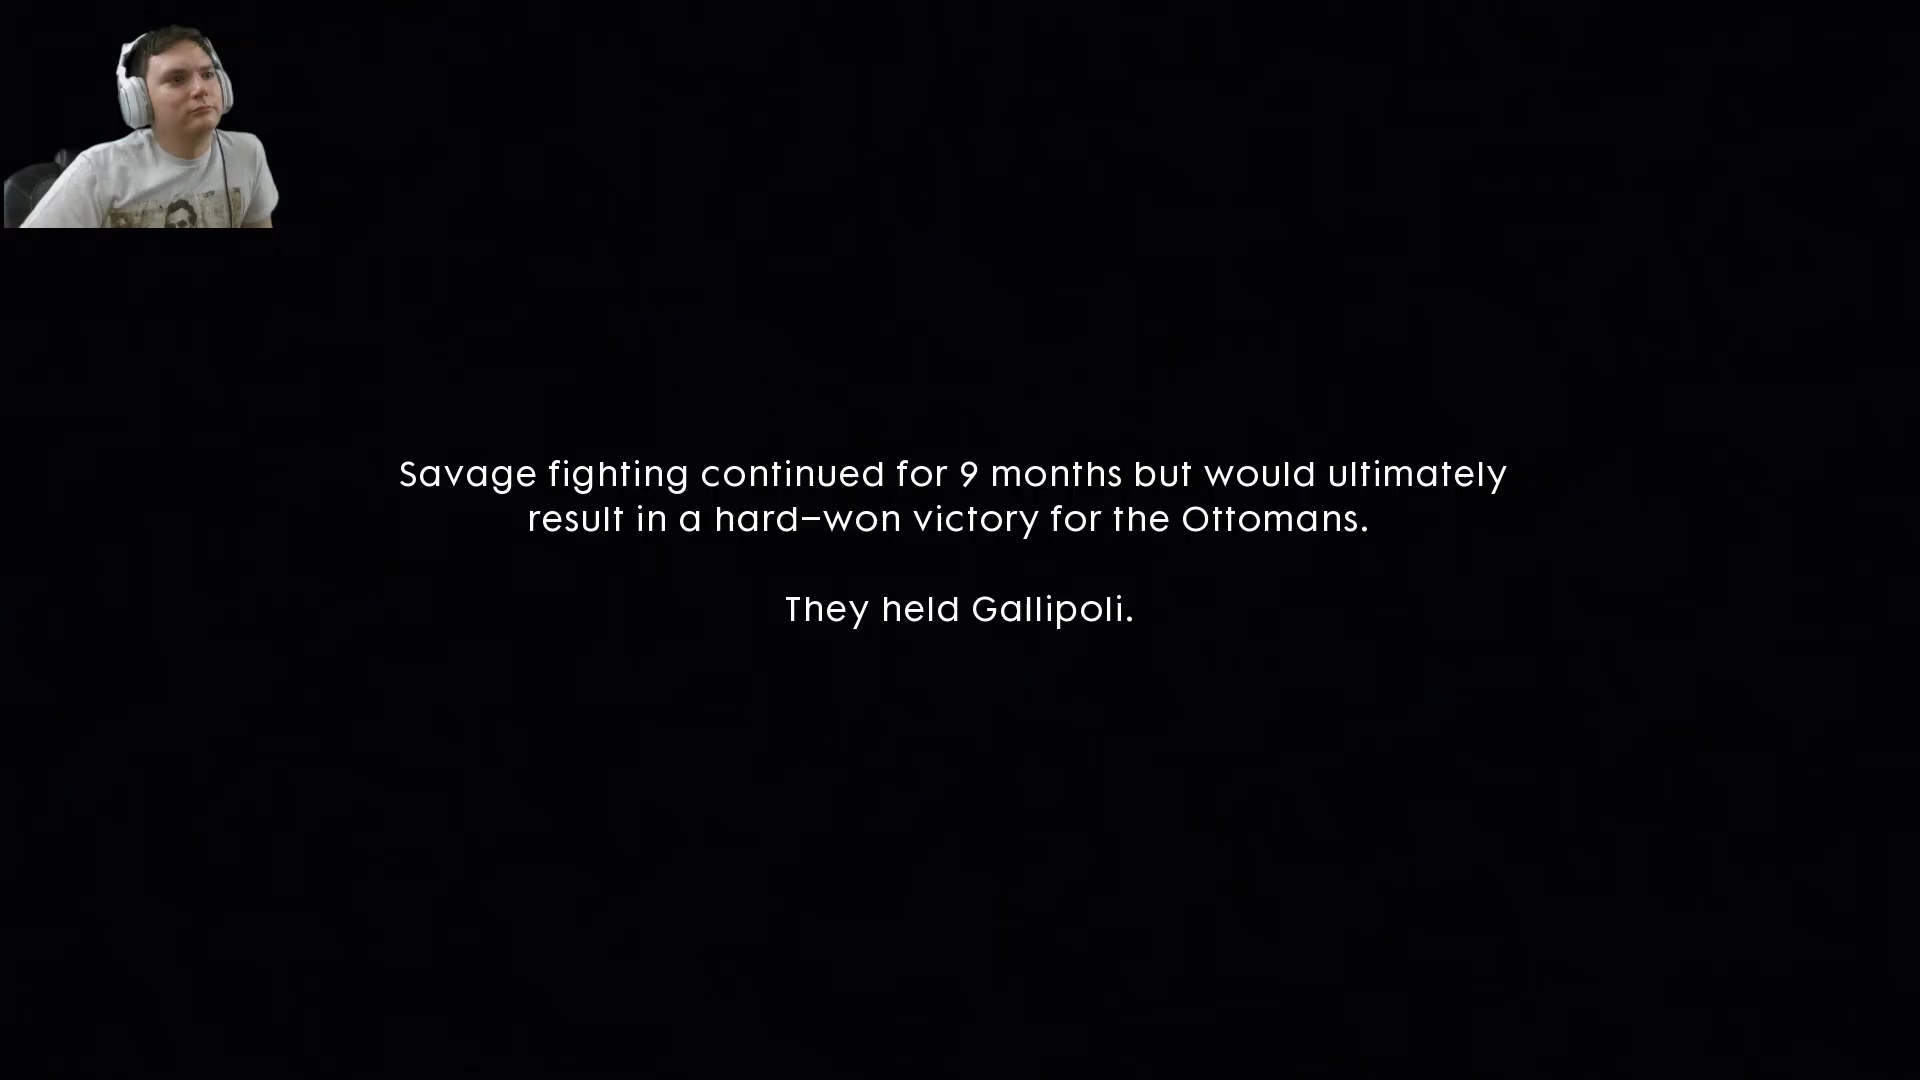 Savage fighting continued for 9 months but would ultimately
result in a hard–won victory for the Ottomans.
They held Gallipoli.